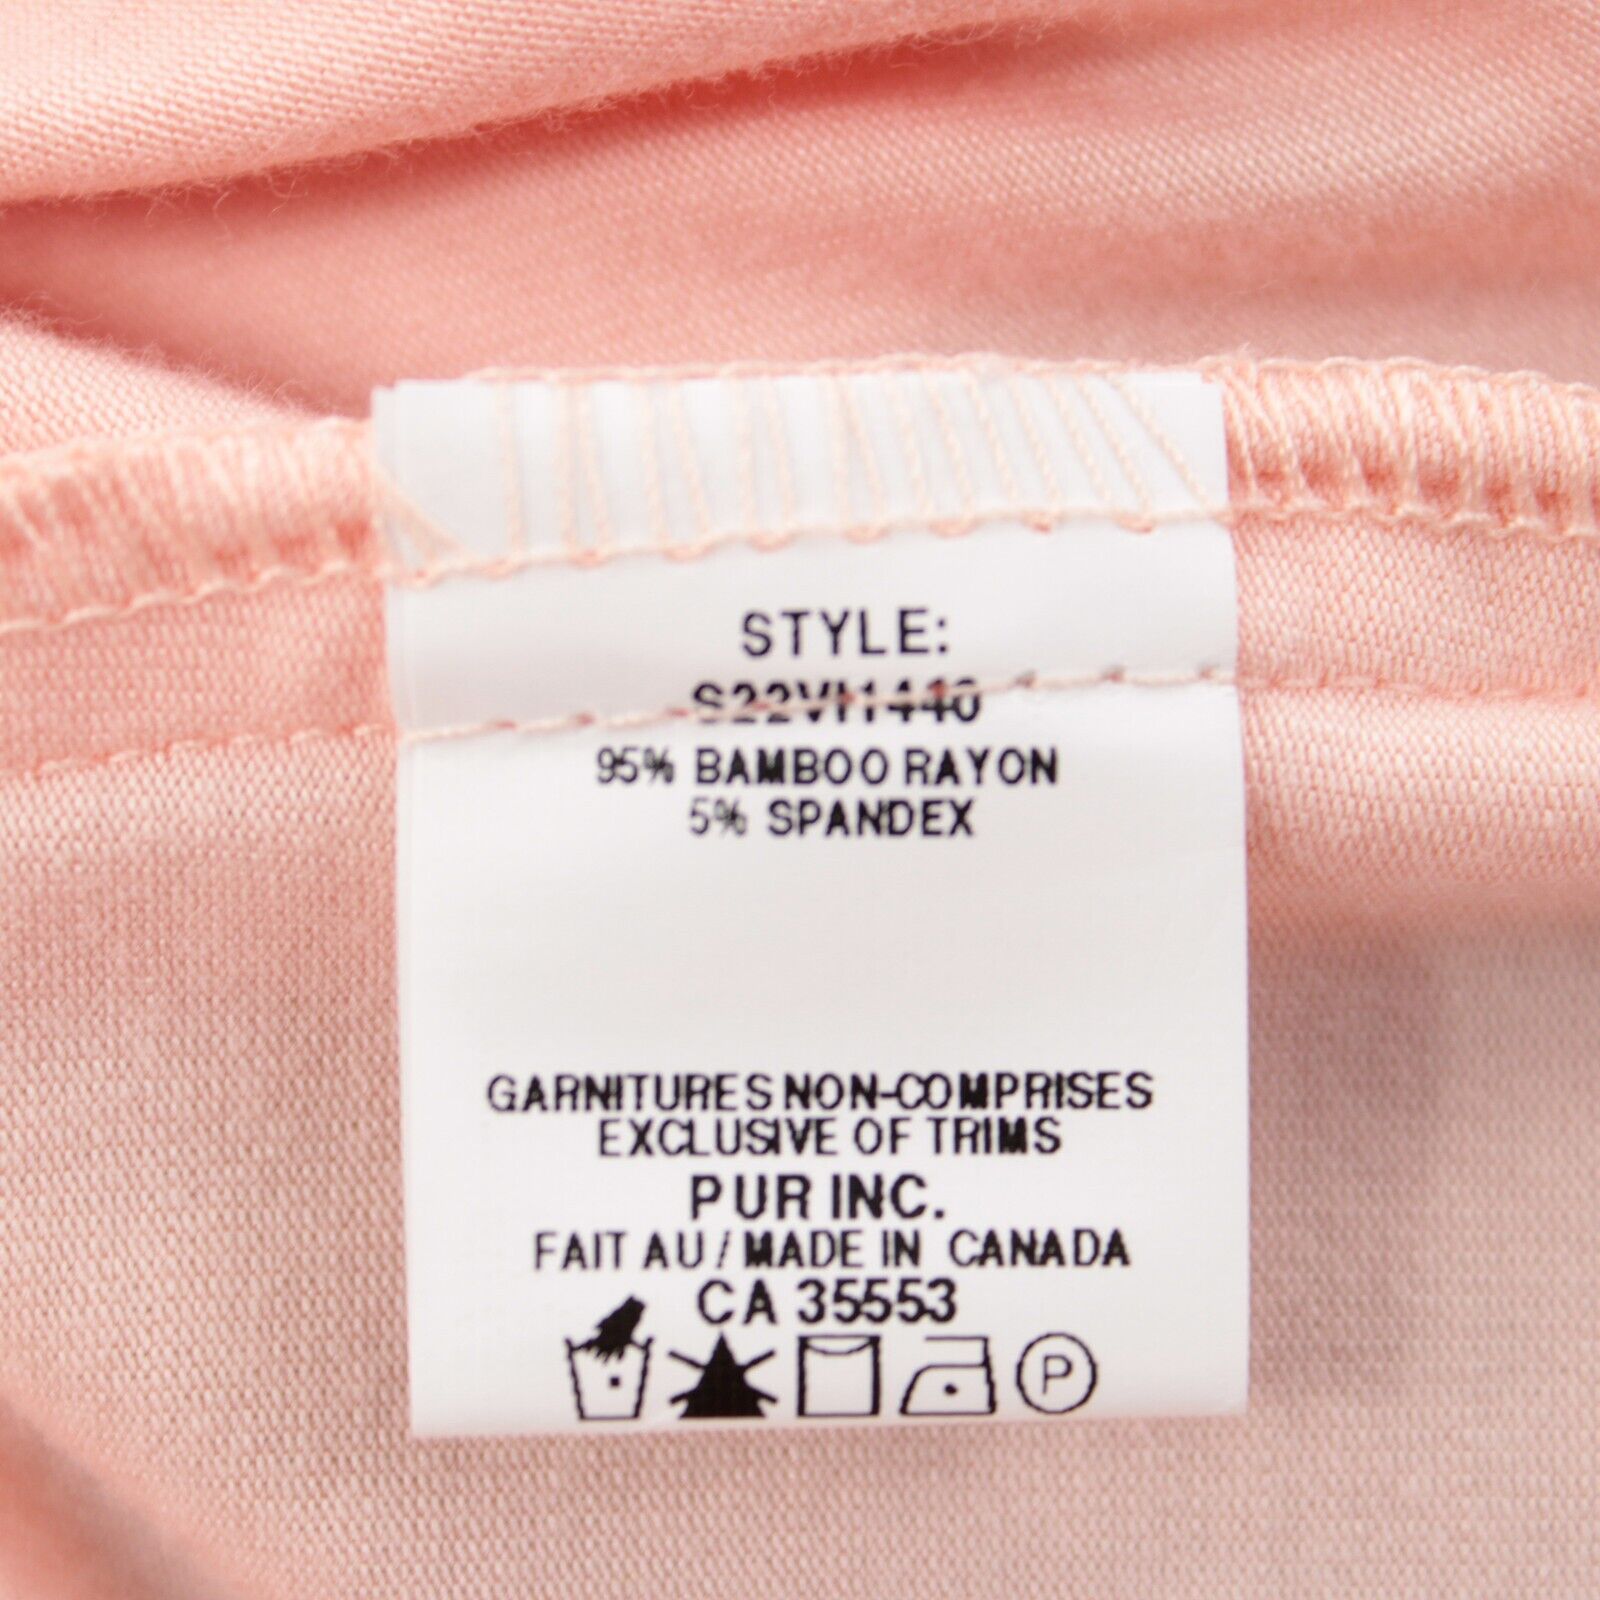 STYLE:
S22VI1440
95% BAMBOO RAYON
5% SPANDEX
GARNITURES NON-COMPRISES
EXCLUSIVE OF TRIMS
PUR INC.
FAIT AU / MADE IN CANADA
CA 35553
P